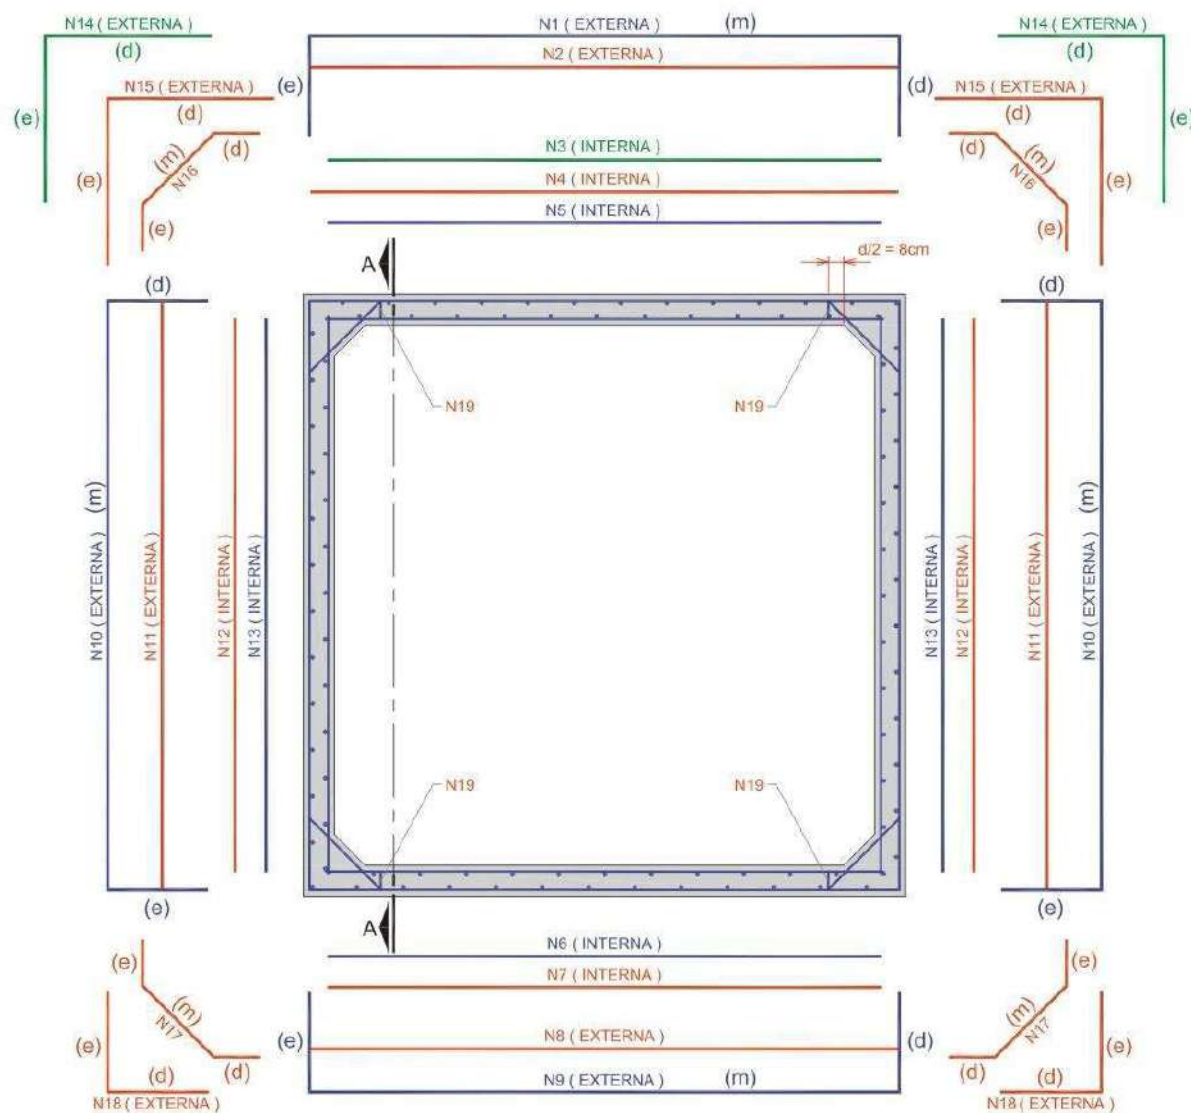 N14 ( EXTERNA )
(d)
(e)
N1 ( EXTERNA )
(m)
N2 ( EXTERNA )
(e)
(d)
N14 ( EXTERNA )
(d)
(e)
N15 ( EXTERNA )
(d)
(m)
N16
(d)
(e)
(e)
N15 ( EXTERNA )
(d)
(d)
(m)
N16
(e)
(e)
N3 ( INTERNA )
N4 ( INTERNA )
N5 ( INTERNA )
A
d/2 = 8cm
(d)
(d)
N19
N19
N10 ( EXTERNA )
(m)
N11 ( EXTERNA )
N12 ( INTERNA )
N13 ( INTERNA )
N13 ( INTERNA )
N12 ( INTERNA )
N11 ( EXTERNA )
N10 ( EXTERNA )
(m)
N19
N19
(e)
(e)
A
N6 ( INTERNA )
N7 ( INTERNA )
(e)
N8 ( EXTERNA )
(d)
N9 ( EXTERNA )
(m)
(e)
(m)
N17
(d)
(e)
(d)
N18 ( EXTERNA )
(e)
(m)
N17
(d)
(e)
(d)
N18 ( EXTERNA )